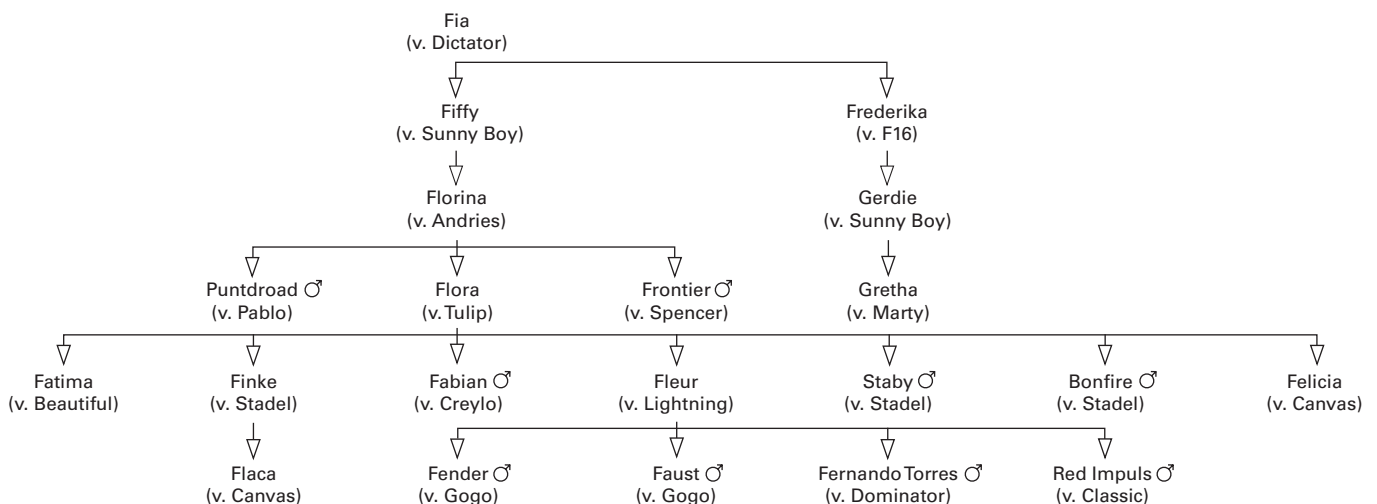 Fia
(v. Dictator)
Fiffy
(v. Sunny Boy)
Frederika
(v. F16)
Florina
(v. Andries)
Gerdie
(v. Sunny Boy)
Puntdroad ♂
(v. Pablo)
Flora
(v. Tulip)
Frontier ♂
(v. Spencer)
Gretha
(v. Marty)
Fatima
(v. Beautiful)
Finke
(v. Stadel)
Fabian ♂
(v. Creylo)
Fleur
(v. Lightning)
Staby ♂
(v. Stadel)
Bonfire ♂
(v. Stadel)
Felicia
(v. Canvas)
Flaca
(v. Canvas)
Fender ♂
(v. Gogo)
Faust ♂
(v. Gogo)
Fernando Torres ♂
(v. Dominator)
Red Impuls ♂
(v. Classic)